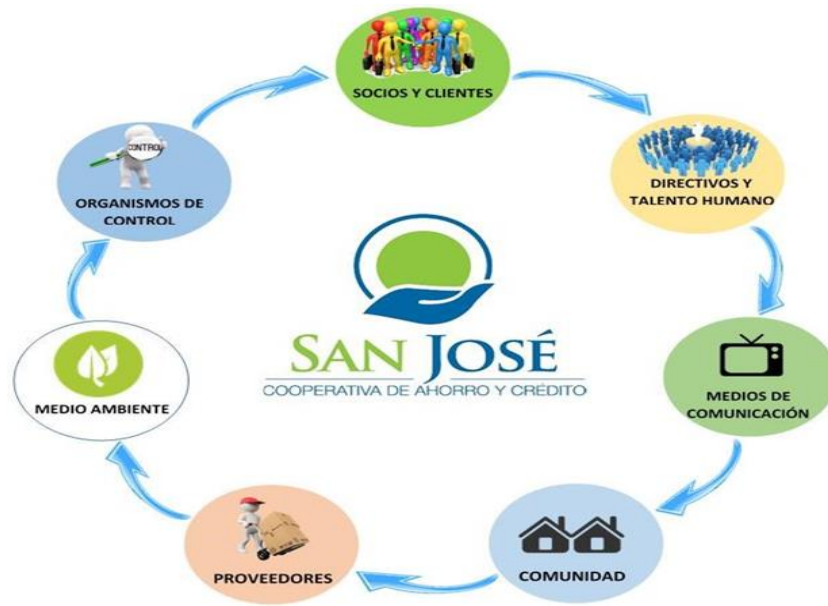 SOCIOS Y CLIENTES
DIRECTIVOS Y
TALENTO HUMANO
MEDIOS DE
COMUNICACIÓN
COMUNIDAD
PROVEEDORES
MEDIO AMBIENTE
CONTROL
ORGANISMOS DE
CONTROL
SAN JOSÉ
COOPERATIVA DE AHORRO Y CRÉDITO